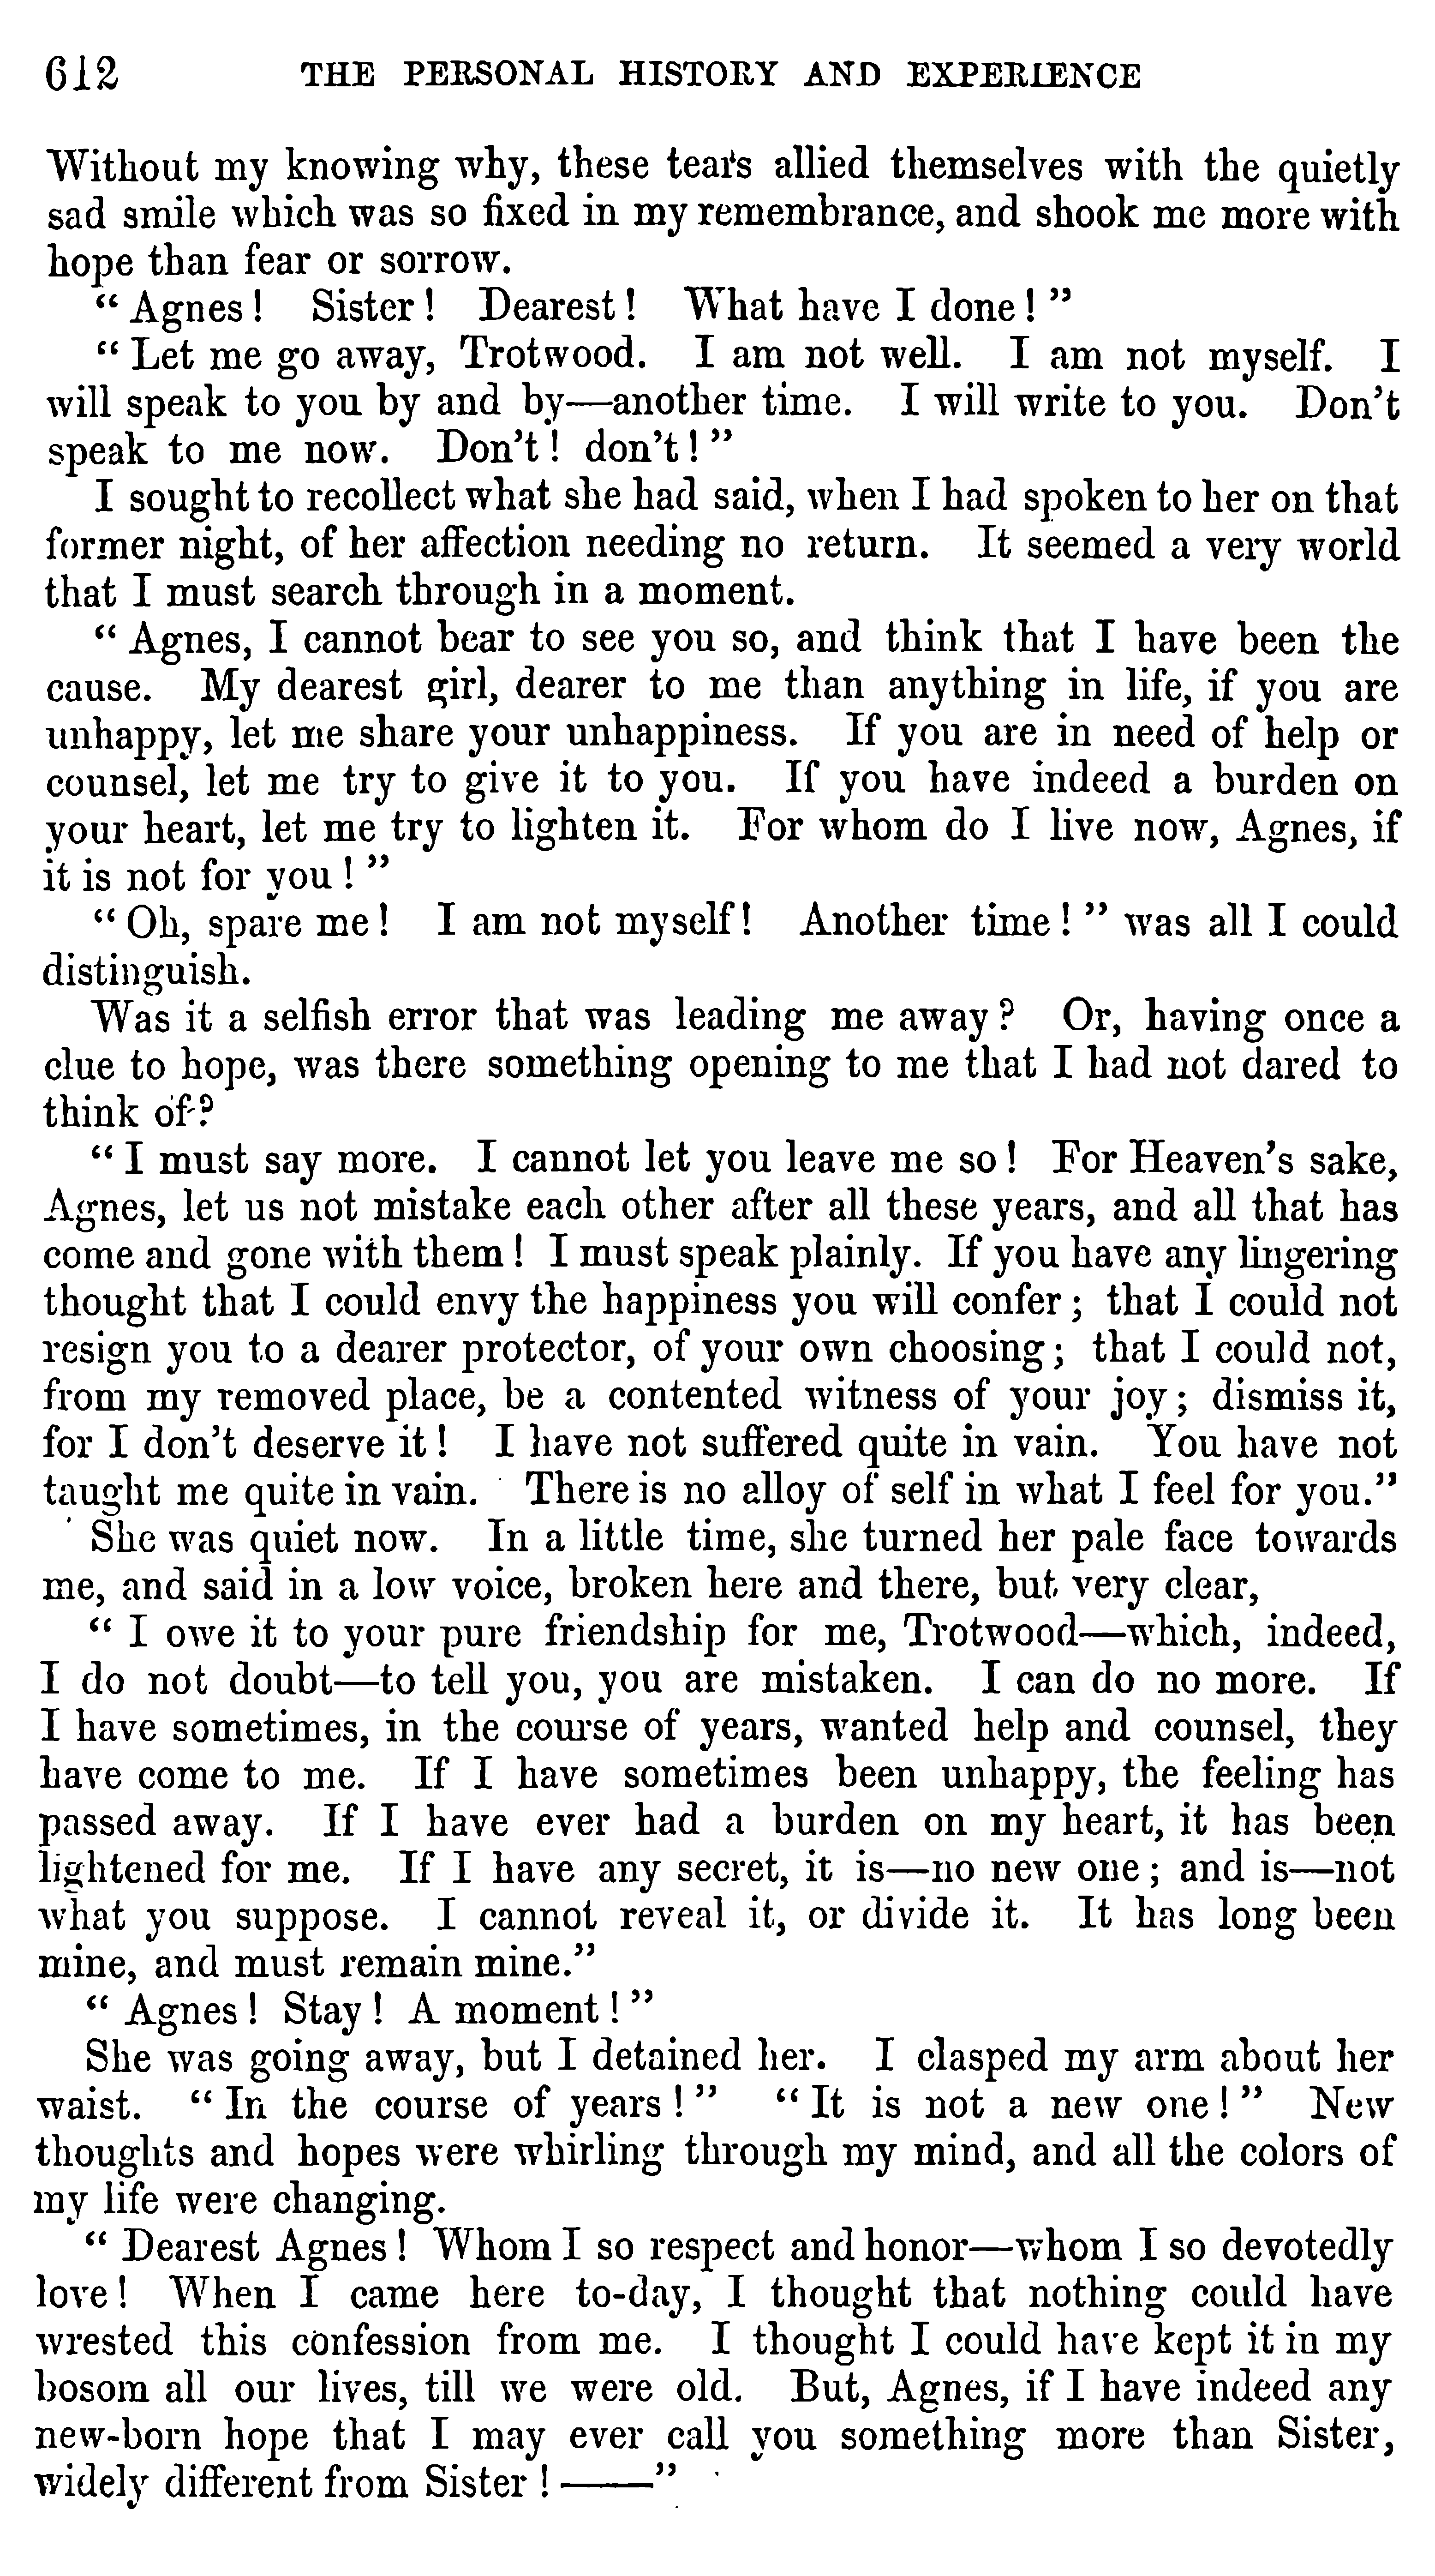 612 THE PERSONAL HISTORY AND EXPERIENCE
Without my knowing why, these tears allied themselves with the quietly
sad smile which was so fixed in my remembrance, and shook me more with
hope than fear or sorrow.
“Agnes! Sister! Dearest! What have I done!”
“Let me go away, Trotwood. I am not well. I am not myself. I
will speak to you by and by—another time. I will write to you. Don’t
speak to me now. Don’t! don’t!”
I sought to recollect what she had said, when I had spoken to her on that
former night, of her affection needing no return. It seemed a very world
that I must search through in a moment.
“Agnes, I cannot bear to see you so, and think that I have been the
cause. My dearest girl, dearer to me than anything in life, if you are
unhappy, let me share your unhappiness. If you are in need of help or
counsel, let me try to give it to you. If you have indeed a burden on
your heart, let me try to lighten it. For whom do I live now, Agnes, if
it is not for you!”
“Oh, spare me! I am not myself! Another time!” was all I could
distinguish.
Was it a selfish error that was leading me away? Or, having once a
clue to hope, was there something opening to me that I had not dared to
think of?
“I must say more. I cannot let you leave me so! For Heaven’s sake,
Agnes, let us not mistake each other after all these years, and all that has
come and gone with them! I must speak plainly. If you have any lingering
thought that I could envy the happiness you will confer; that I could not
resign you to a dearer protector, of your own choosing; that I could not,
from my removed place, be a contented witness of your joy; dismiss it,
for I don’t deserve it! I have not suffered quite in vain. You have not
taught me quite in vain. There is no alloy of self in what I feel for you.”
She was quiet now. In a little time, she turned her pale face towards
me, and said in a low voice, broken here and there, but very clear,
“I owe it to your pure friendship for me, Trotwood—which, indeed,
I do not doubt—to tell you, you are mistaken. I can do no more. If
I have sometimes, in the course of years, wanted help and counsel, they
have come to me. If I have sometimes been unhappy, the feeling has
passed away. If I have ever had a burden on my heart, it has been
lightened for me. If I have any secret, it is—no new one; and is—not
what you suppose. I cannot reveal it, or divide it. It has long been
mine, and must remain mine.”
“Agnes! Stay! A moment!”
She was going away, but I detained her. I clasped my arm about her
waist. “In the course of years!” “It is not a new one!” New
thoughts and hopes were whirling through my mind, and all the colors of
my life were changing.
“Dearest Agnes! Whom I so respect and honor—whom I so devotedly
love! When I came here to-day, I thought that nothing could have
wrested this confession from me. I thought I could have kept it in my
bosom all our lives, till we were old. But, Agnes, if I have indeed any
new-born hope that I may ever call you something more than Sister,
widely different from Sister!——”